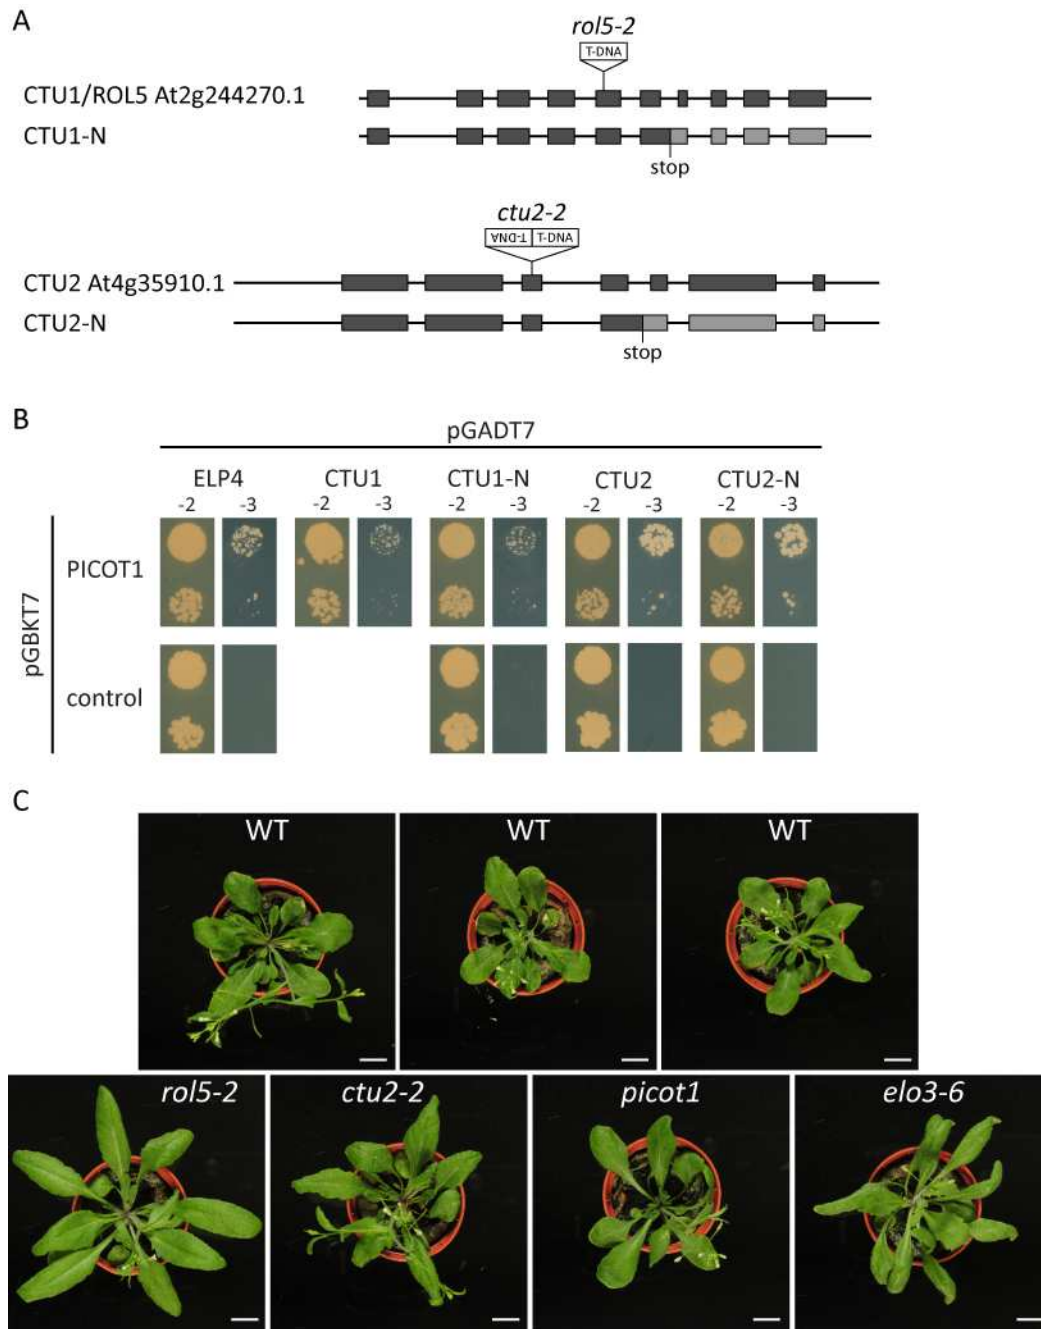 A
rol5-2
T-DNA
CTU1/ROL5 At2g244270.1
CTU1-N
stop
ctu2-2
T-DNA T-DNA
CTU2 At4g35910.1
CTU2-N
stop
B
pGADT7
ELP4 CTU1 CTU1-N CTU2 CTU2-N
-2 -3 -2 -3 -2 -3 -2 -3 -2 -3
pGBKT7
PICOT1
control
C
WT WT WT
rol5-2 ctu2-2 picot1 elo3-6